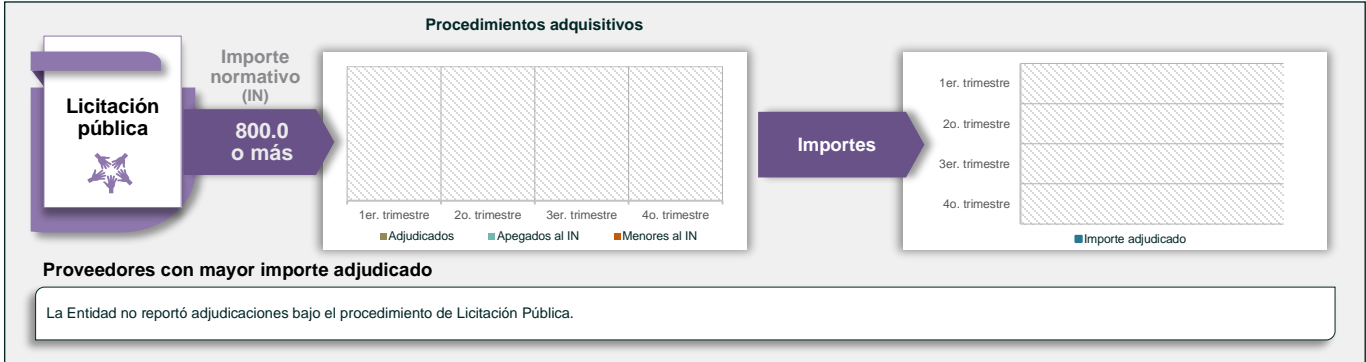 Procedimientos adquisitivos
Licitación
pública
Importe
normativo
(IN)
800.0
o más
1er. trimestre 2o. trimestre 3er. trimestre 4o. trimestre
Adjudicados Apegados al IN Menores al IN
Importes
1er. trimestre
2o. trimestre
3er. trimestre
4o. trimestre
Importe adjudicado
Proveedores con mayor importe adjudicado
La Entidad no reportó adjudicaciones bajo el procedimiento de Licitación Pública.